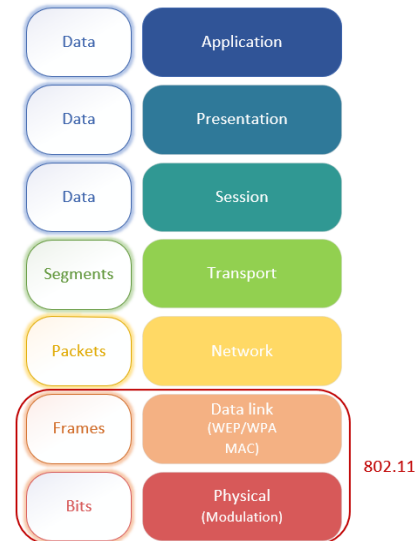 Data
Application
Data
Presentation
Data
Session
Segments
Transport
Packets
Network
Frames
Data link
(WEP/WPA
MAC)
802.11
Bits
Physical
(Modulation)